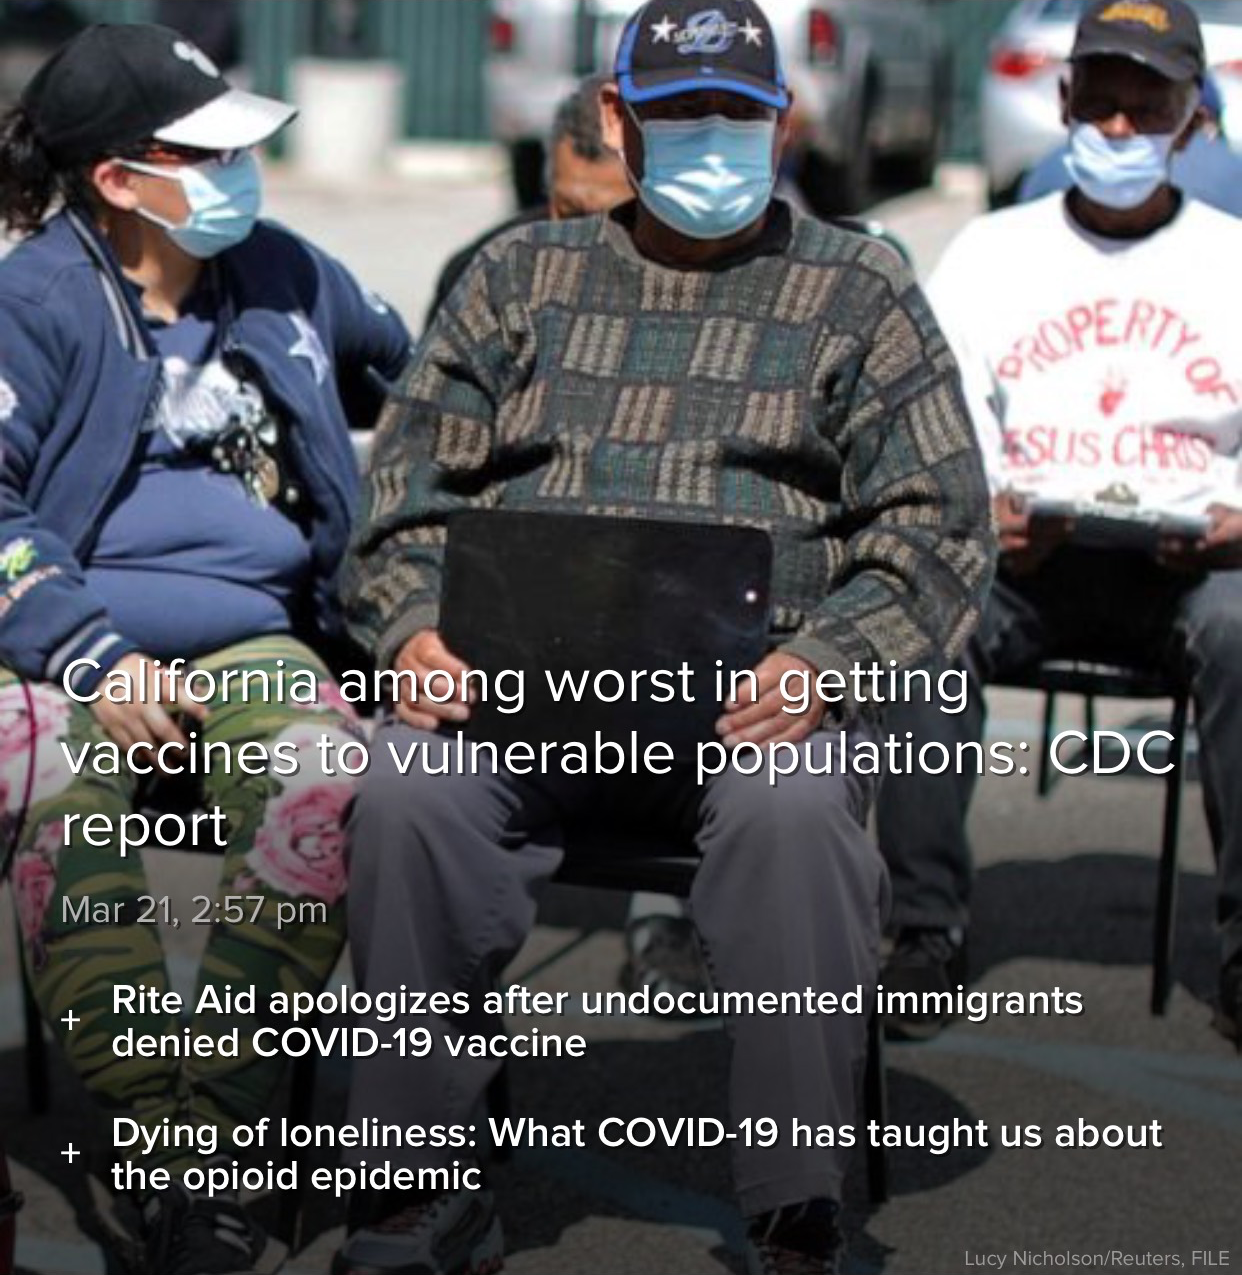 PROPERTY OF
California among worst in getting
vaccines to vulnerable populations: CDC
report
Mar 21, 2:57 pm
+ Rite Aid apologizes after undocumented immigrants
denied COVID-19 vaccine
+ Dying of loneliness: What COVID-19 has taught us about
the opioid epidemic
Lucy Nicholson/Reuters, FILE